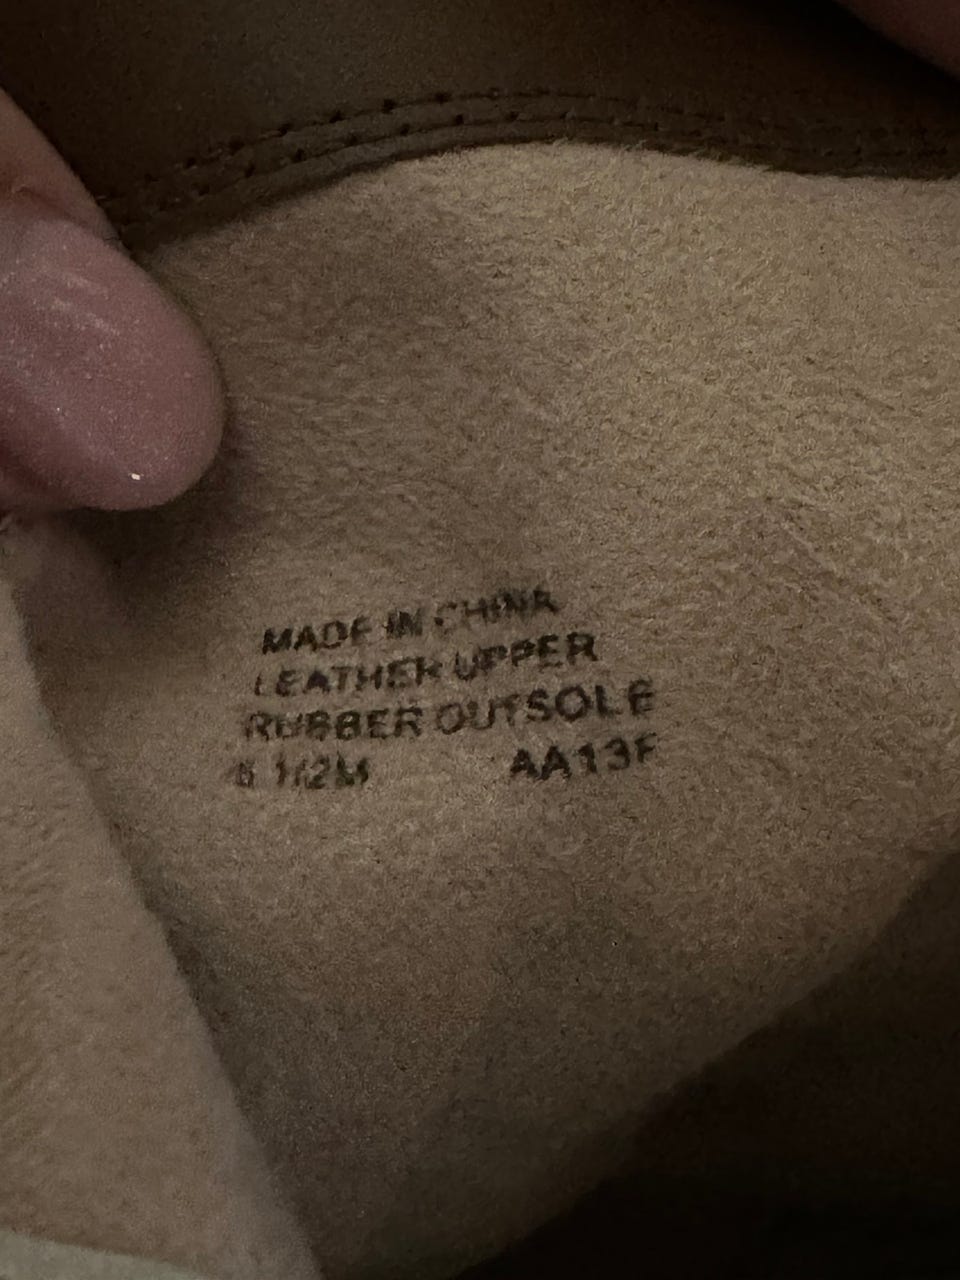 MADE IN CHINA
LEATHER UPPER
RUBBER OUTSOLE
1/2M AA13F